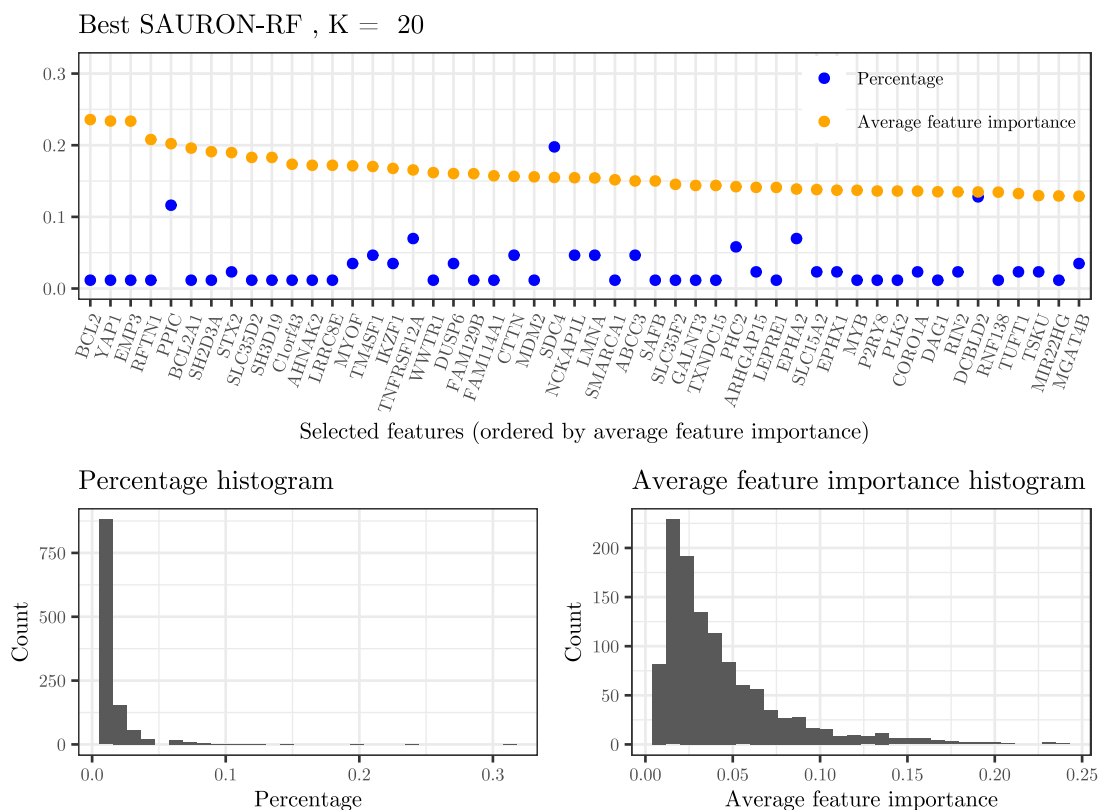 Best SAURON-RF , K = 20
0.3
0.2
0.1
0.0
Percentage
Average feature importance
BCL2
YAP1
EMP3
RFTN1
PPIC
BCL2A1
SH2D3A
STX2
SLC35D2
SH3D19
C1orf43
AHNAK2
LRRC8E
MYOF
TM4SF1
IKZF1
TNFRSF12A
WWTR1
DUSP6
FAM129B
FAM114A1
CTTN
MDM2
SDC4
NCKAP1L
LMNA
SMARCA1
ABCC3
SAFB
SLC35F2
GALNT3
TXNDC15
PHC2
ARHGAP15
LEPRE1
EPHA2
SLC15A2
EPHX1
MYB
P2RY8
PLK2
CORO1A
DAG1
RIN2
DCBLD2
RNF138
TUFT1
TSKU
MIR22HG
MGAT4B
Selected features (ordered by average feature importance)
Percentage histogram
Count
750
500
250
0
0.0 0.1 0.2 0.3
Percentage
Average feature importance histogram
Count
200
150
100
50
0
0.00 0.05 0.10 0.15 0.20 0.25
Average feature importance